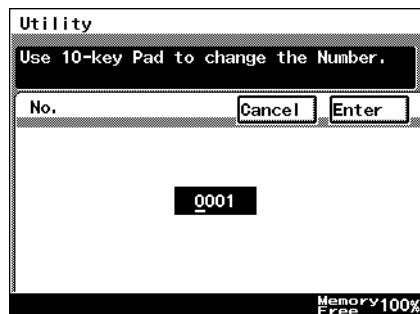 Utility
Use 10-key Pad to change the Number.
No. Cancel Enter
0001
Memory Free 100%